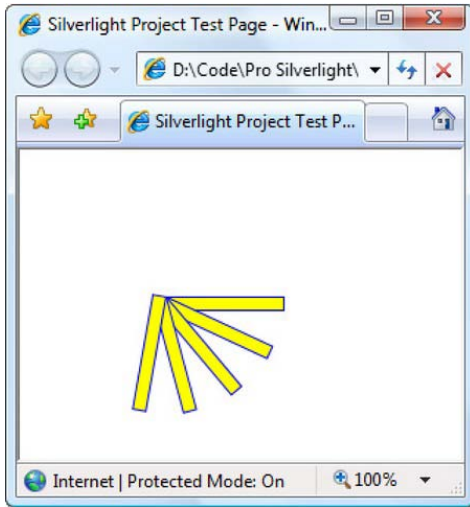 Silverlight Project Test Page - Win...
D:\Code\Pro Silverlight\
Silverlight Project Test P...
Internet | Protected Mode: On
100%